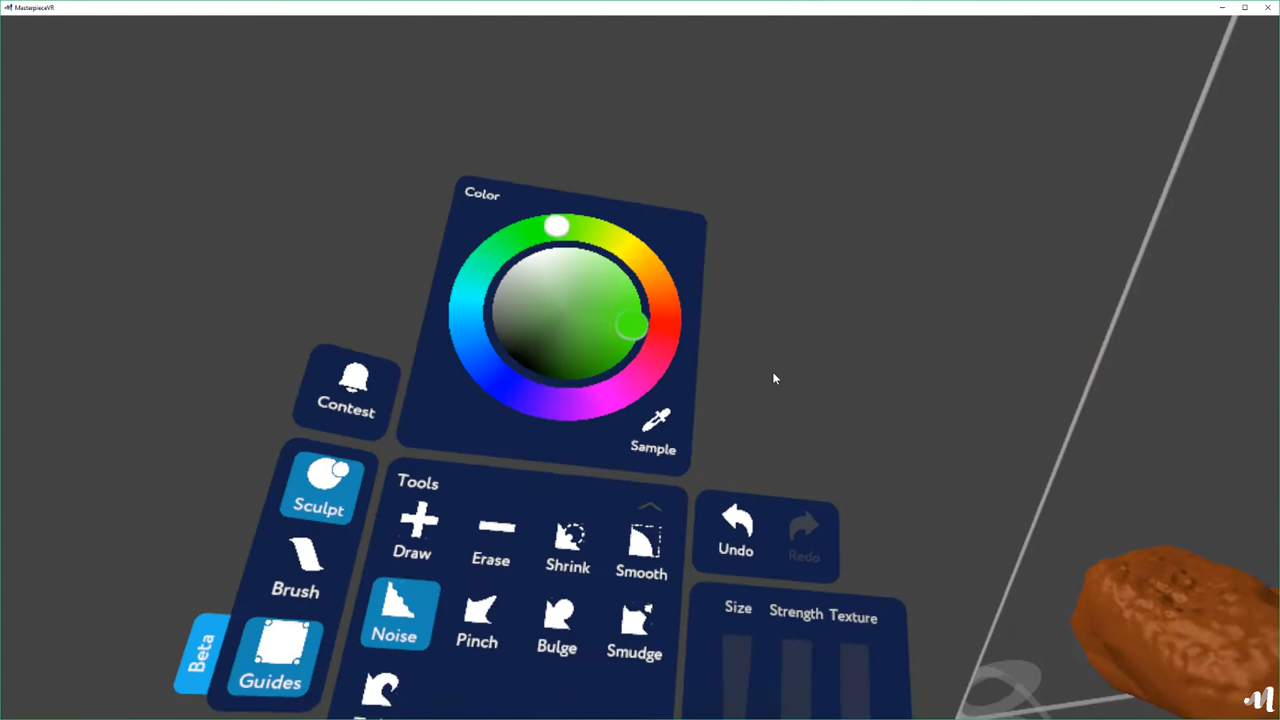 MasterpieceVR
Color
Sample
Contest
Sculpt
Brush
Guides
Beta
Tools
Draw
Erase
Shrink
Smooth
Noise
Pinch
Bulge
Smudge
Undo
Redo
Size Strength Texture